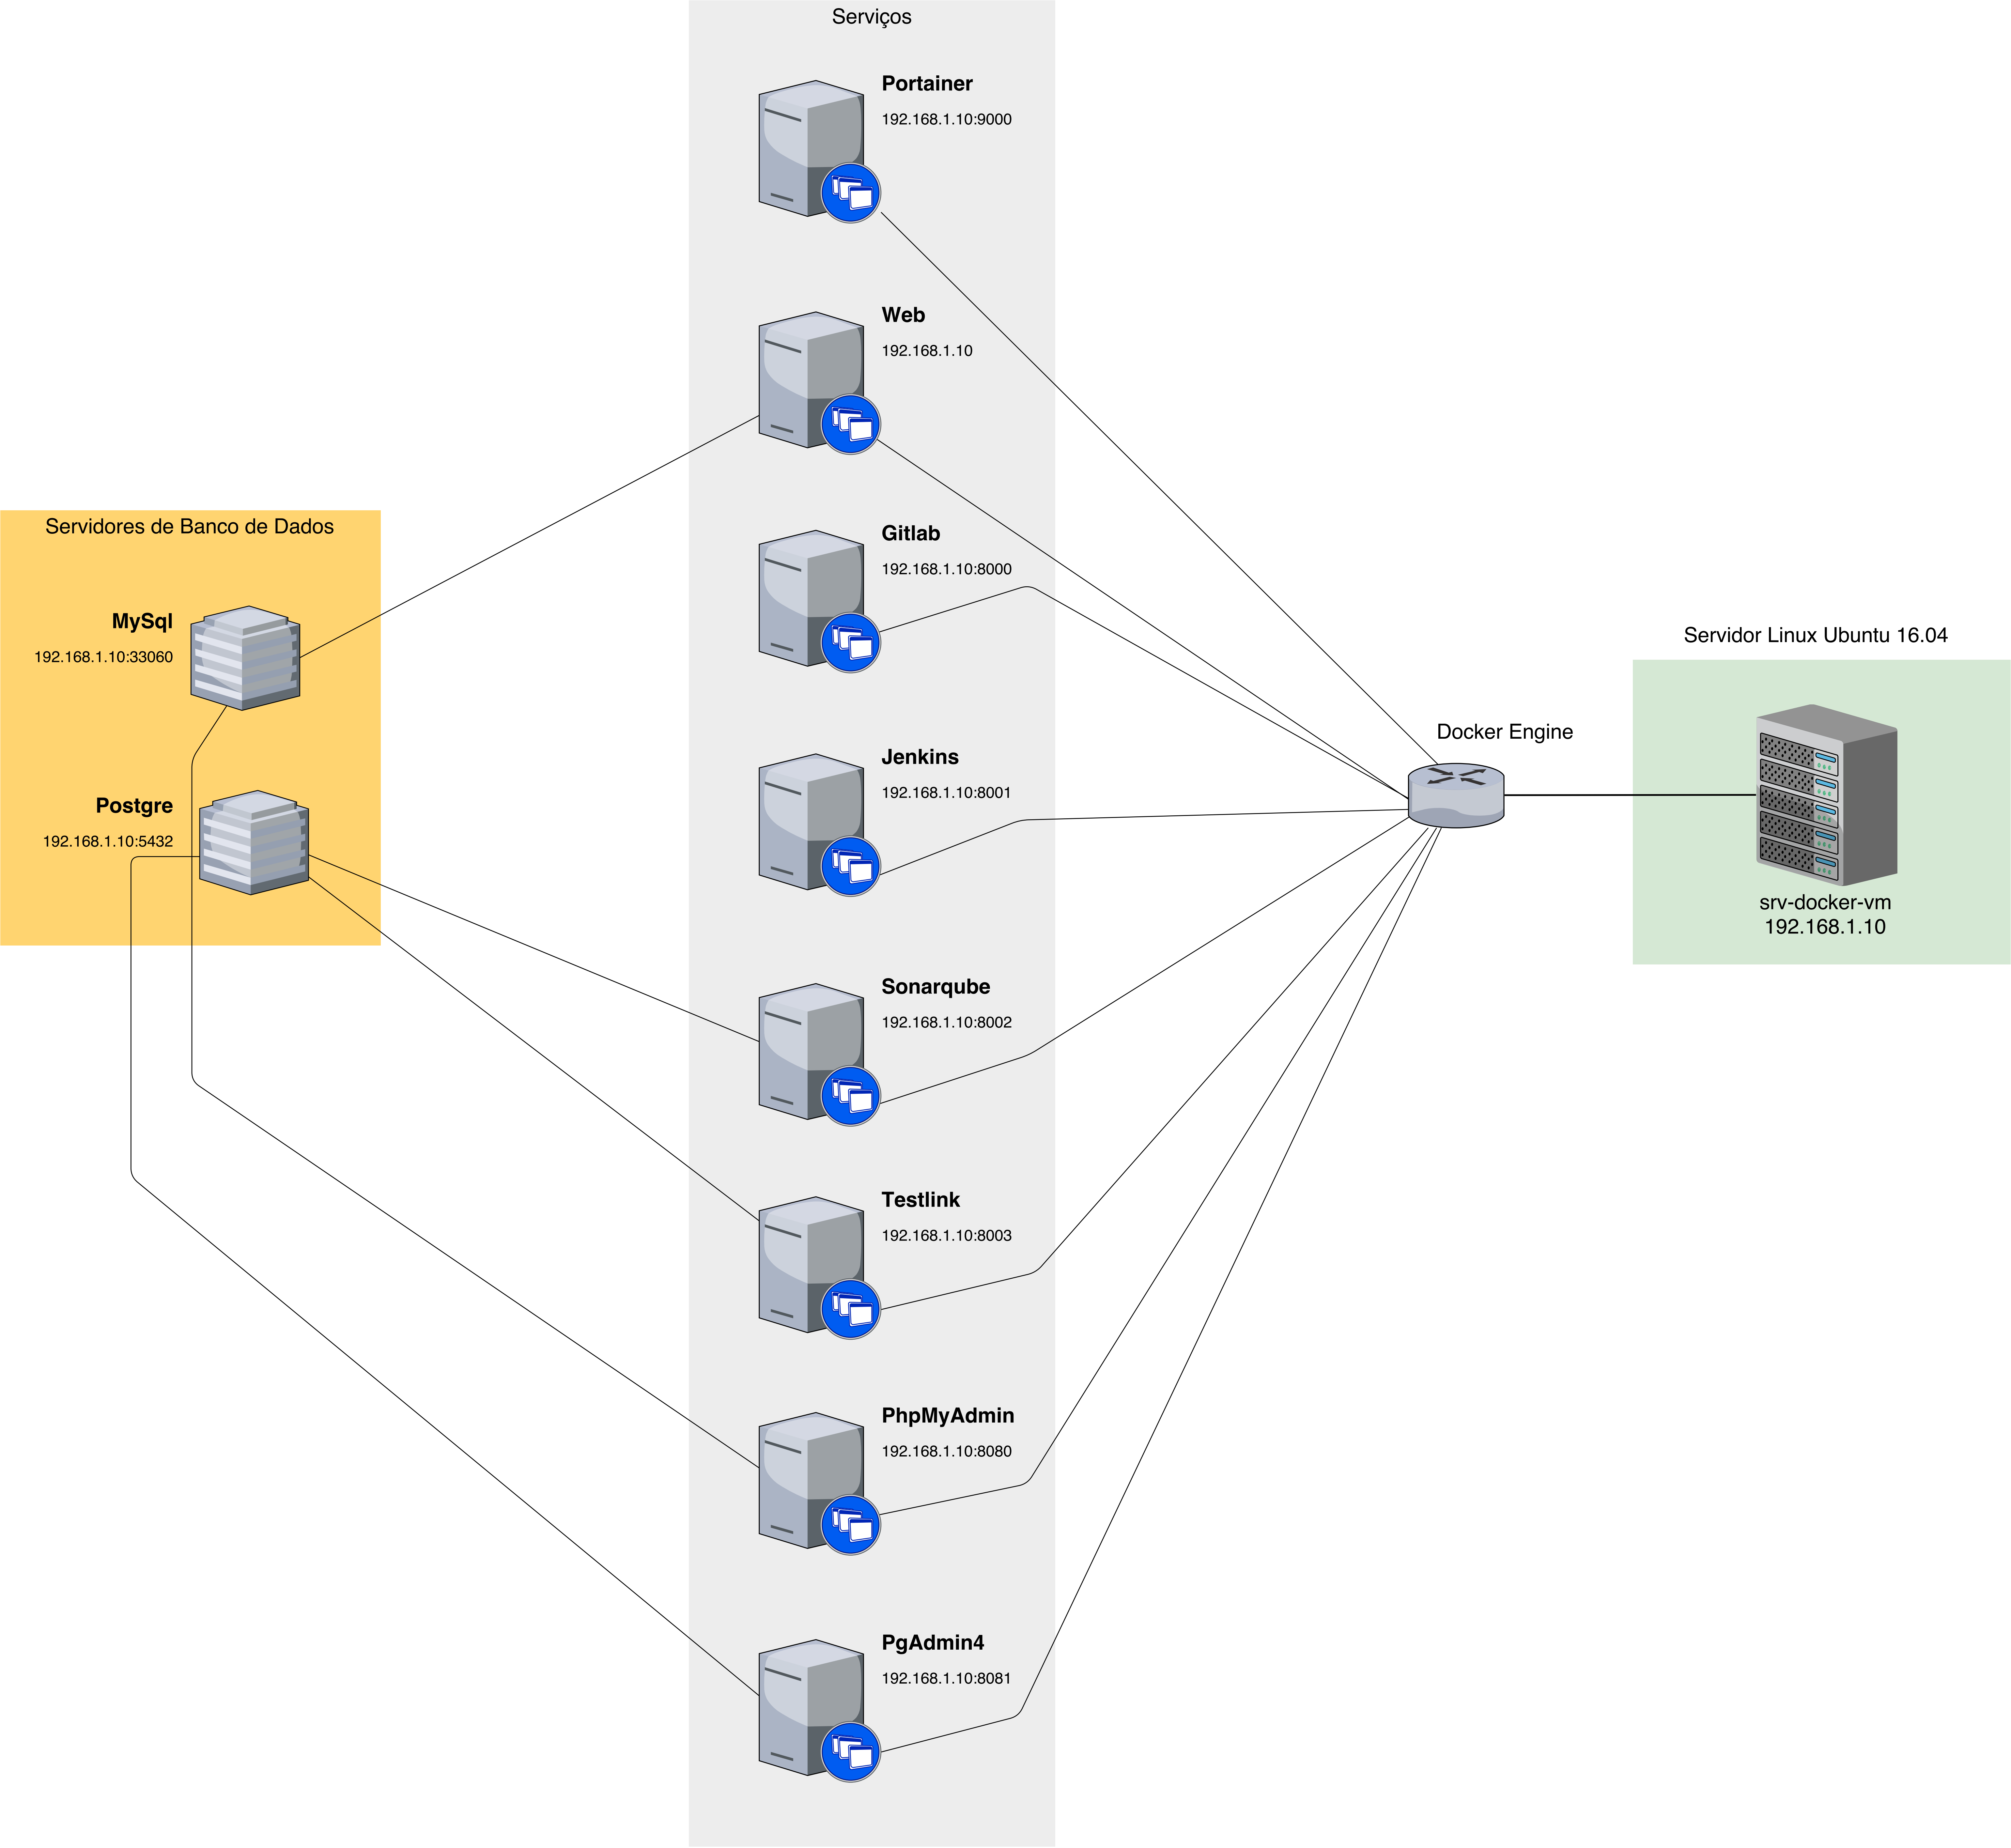 Serviços
Portainer
192.168.1.10:9000
Web
192.168.1.10
Gitlab
192.168.1.10:8000
Jenkins
192.168.1.10:8001
Sonarqube
192.168.1.10:8002
Testlink
192.168.1.10:8003
PhpMyAdmin
192.168.1.10:8080
PgAdmin4
192.168.1.10:8081
Servidores de Banco de Dados
MySql
192.168.1.10:33060
Postgre
192.168.1.10:5432
Docker Engine
Servidor Linux Ubuntu 16.04
srv-docker-vm
192.168.1.10